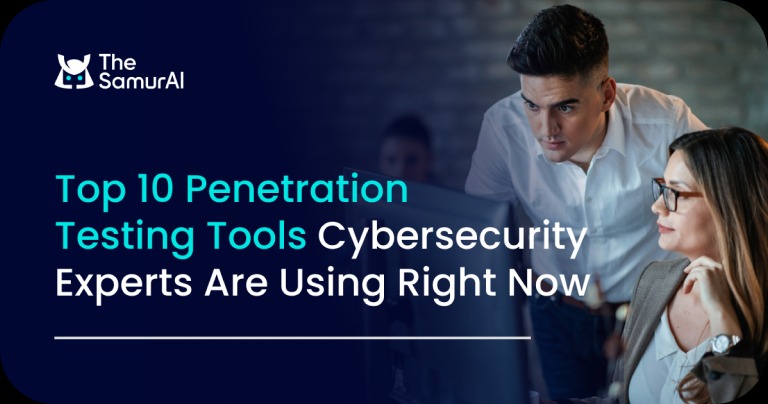 The
SamurAI
Top 10 Penetration
Testing Tools Cybersecurity
Experts Are Using Right Now